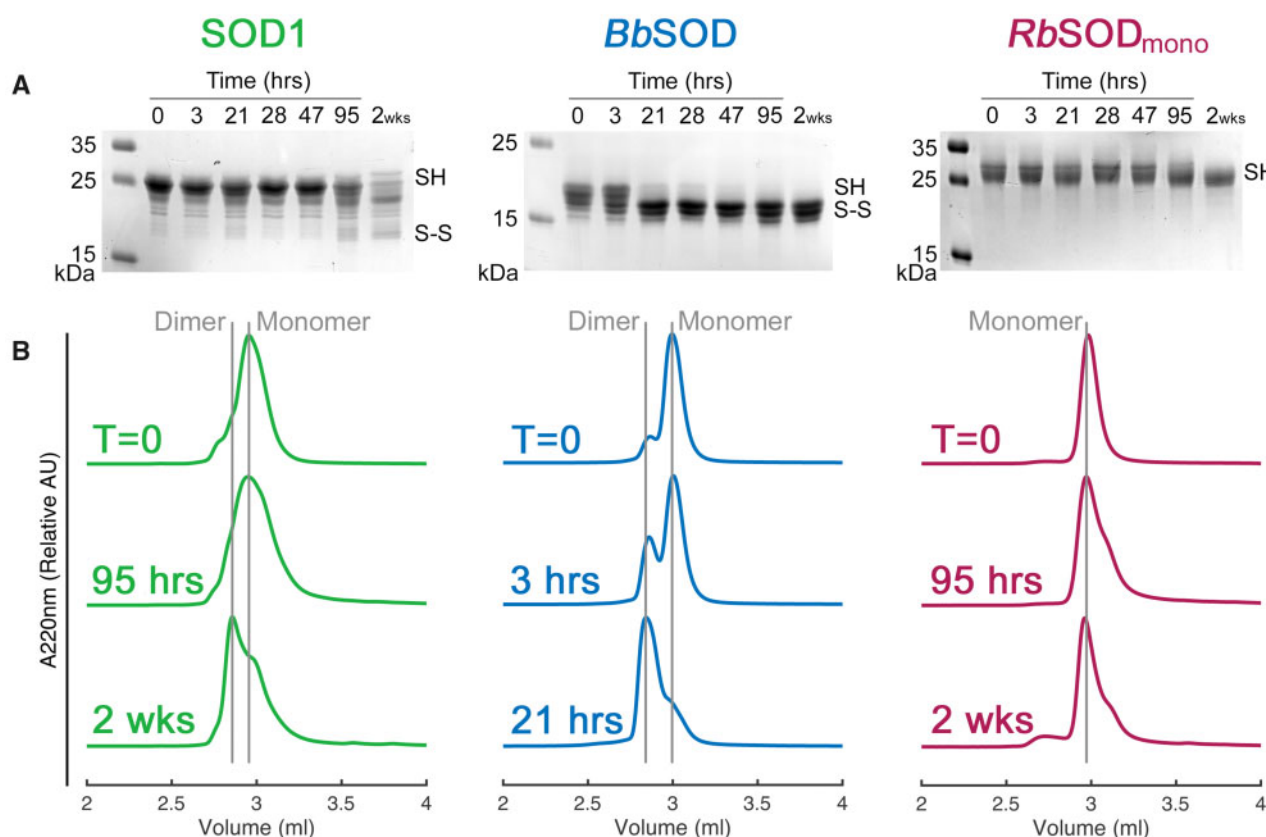 SOD1 BbSOD RbSODmono
A
Time (hrs) Time (hrs) Time (hrs)
0 3 21 28 47 95 2wks 0 3 21 28 47 95 2wks 0 3 21 28 47 95 2wks
35 25 35
25 SH SH 25 SH
S-S 15 S-S
15 15
kDa kDa kDa
B
Dimer Monomer Dimer Monomer Monomer
T=0 T=0 T=0
95 hrs 3 hrs 95 hrs
2 wks 21 hrs 2 wks
A220nm (Relative AU)
2 2.5 3 3.5 4 2 2.5 3 3.5 4 2 2.5 3 3.5 4
Volume (ml) Volume (ml) Volume (ml)